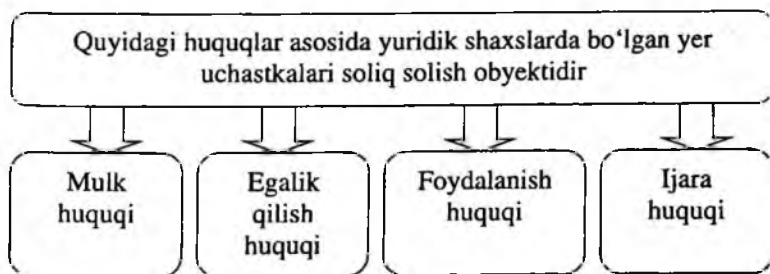 Quyidagi huquqlar asosida yuridik shaxslarda bo‘lgan yer
uchastkalari soliq solish obyektidir
Mulk
huquqi
Egalik
qilish
huquqi
Foydalanish
huquqi
Ijara
huquqi